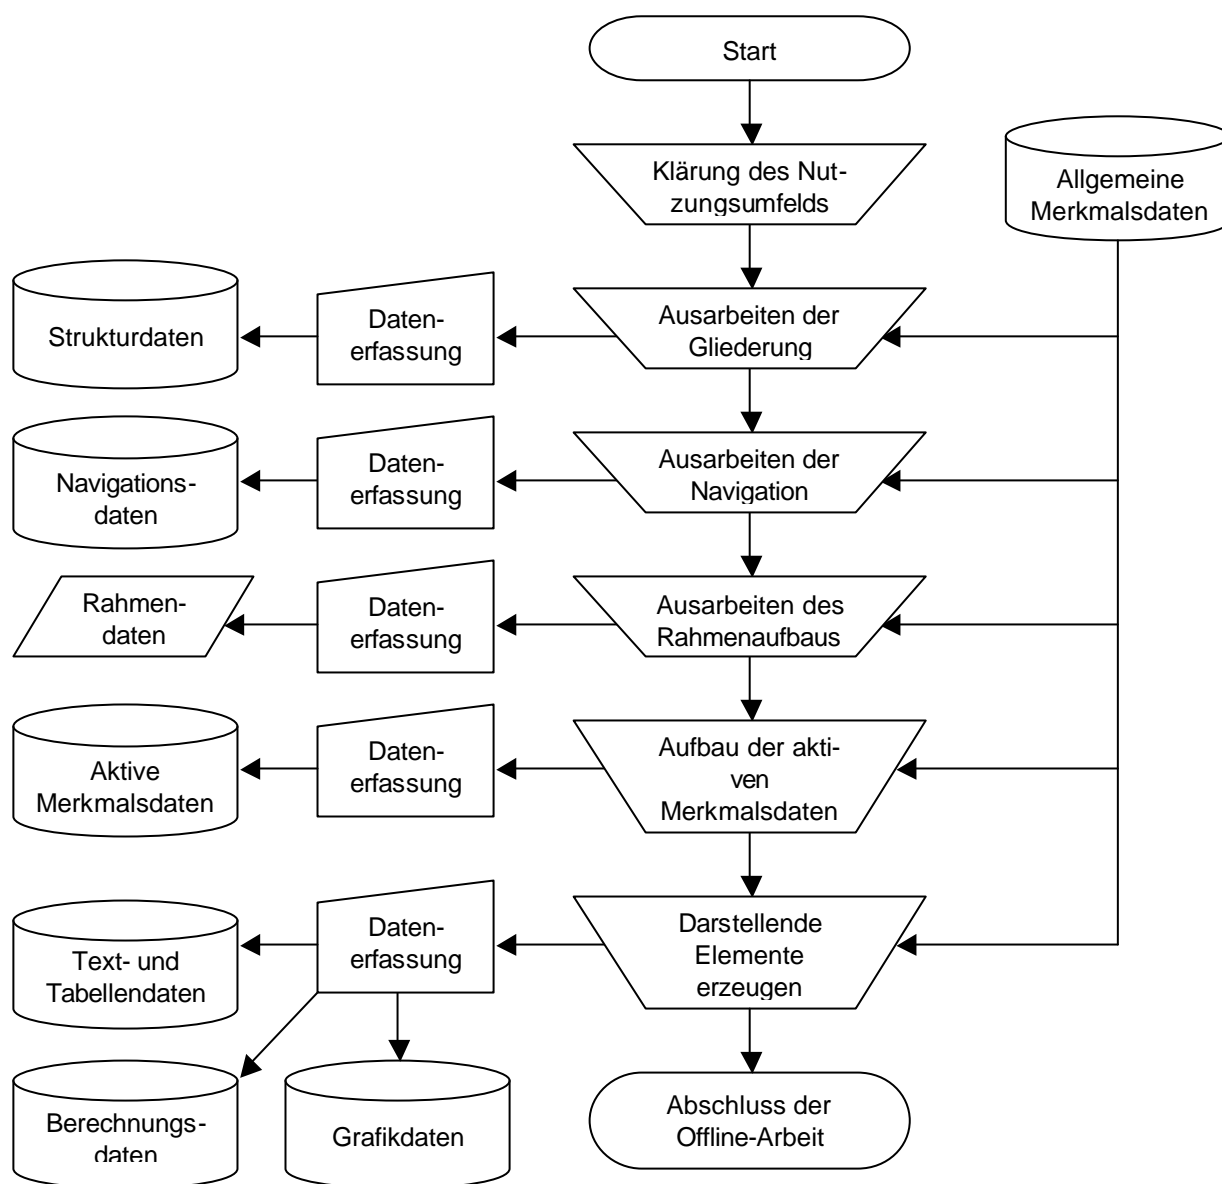 Start
Klärung des Nut-
zungsumfelds
Allgemeine
Merkmalsdaten
Strukturdaten
Daten-
erfassung
Ausarbeiten der
Gliederung
Navigations-
daten
Daten-
erfassung
Ausarbeiten der
Navigation
Rahmen-
daten
Daten-
erfassung
Ausarbeiten des
Rahmenaufbaus
Aktive
Merkmalsdaten
Daten-
erfassung
Aufbau der akti-
ven
Merkmalsdaten
Text- und
Tabellendaten
Daten-
erfassung
Darstellende
Elemente
erzeugen
Berechnungs-
daten
Grafikdaten
Abschluss der
Offline-Arbeit